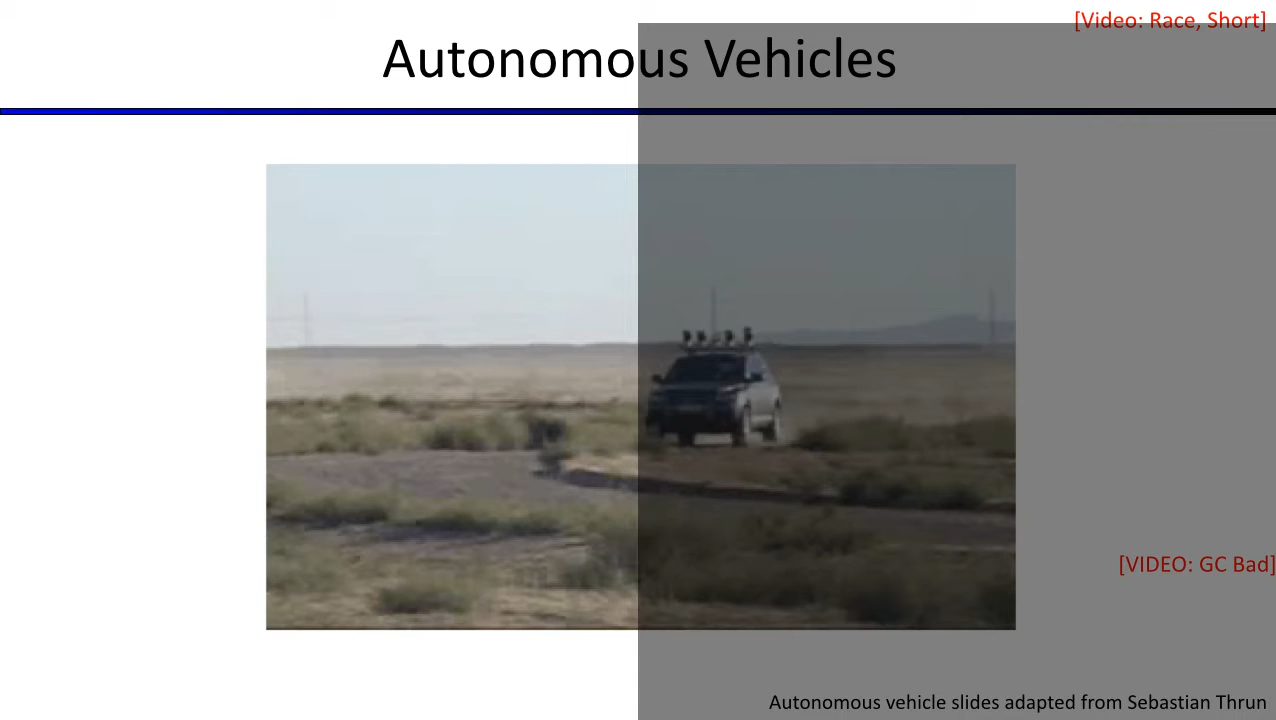 [Video: Race, Short]
Autonomous Vehicles
[VIDEO: GC Bad]
Autonomous vehicle slides adapted from Sebastian Thrun